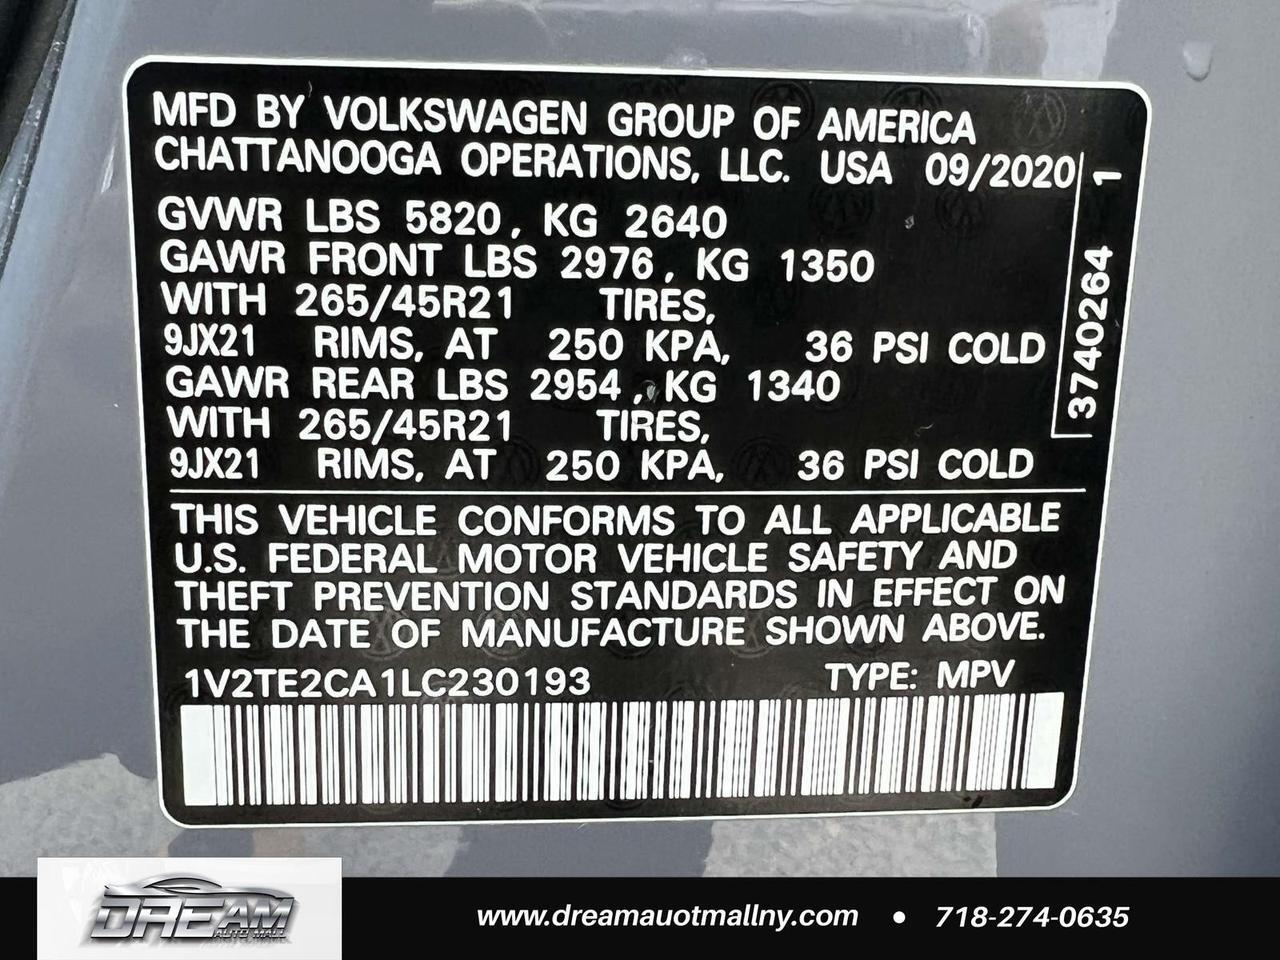 MFD BY VOLKSWAGEN GROUP OF AMERICA
CHATTANOOGA OPERATIONS, LLC. USA 09/2020
GVWR LBS 5820, KG 2640
GAWR FRONT LBS 2976, KG 1350
WITH 265/45R21 TIRES,
9JX21 RIMS, AT 250 KPA, 36 PSI COLD
GAWR REAR LBS 2954, KG 1340
WITH 265/45R21 TIRES,
9JX21 RIMS, AT 250 KPA, 36 PSI COLD
3740264 1
THIS VEHICLE CONFORMS TO ALL APPLICABLE
U.S. FEDERAL MOTOR VEHICLE SAFETY AND
THEFT PREVENTION STANDARDS IN EFFECT ON
THE DATE OF MANUFACTURE SHOWN ABOVE.
1V2TE2CA1LC230193 TYPE: MPV
DREAM
AUTO MALL
www.dreamauotmallny.com • 718-274-0635